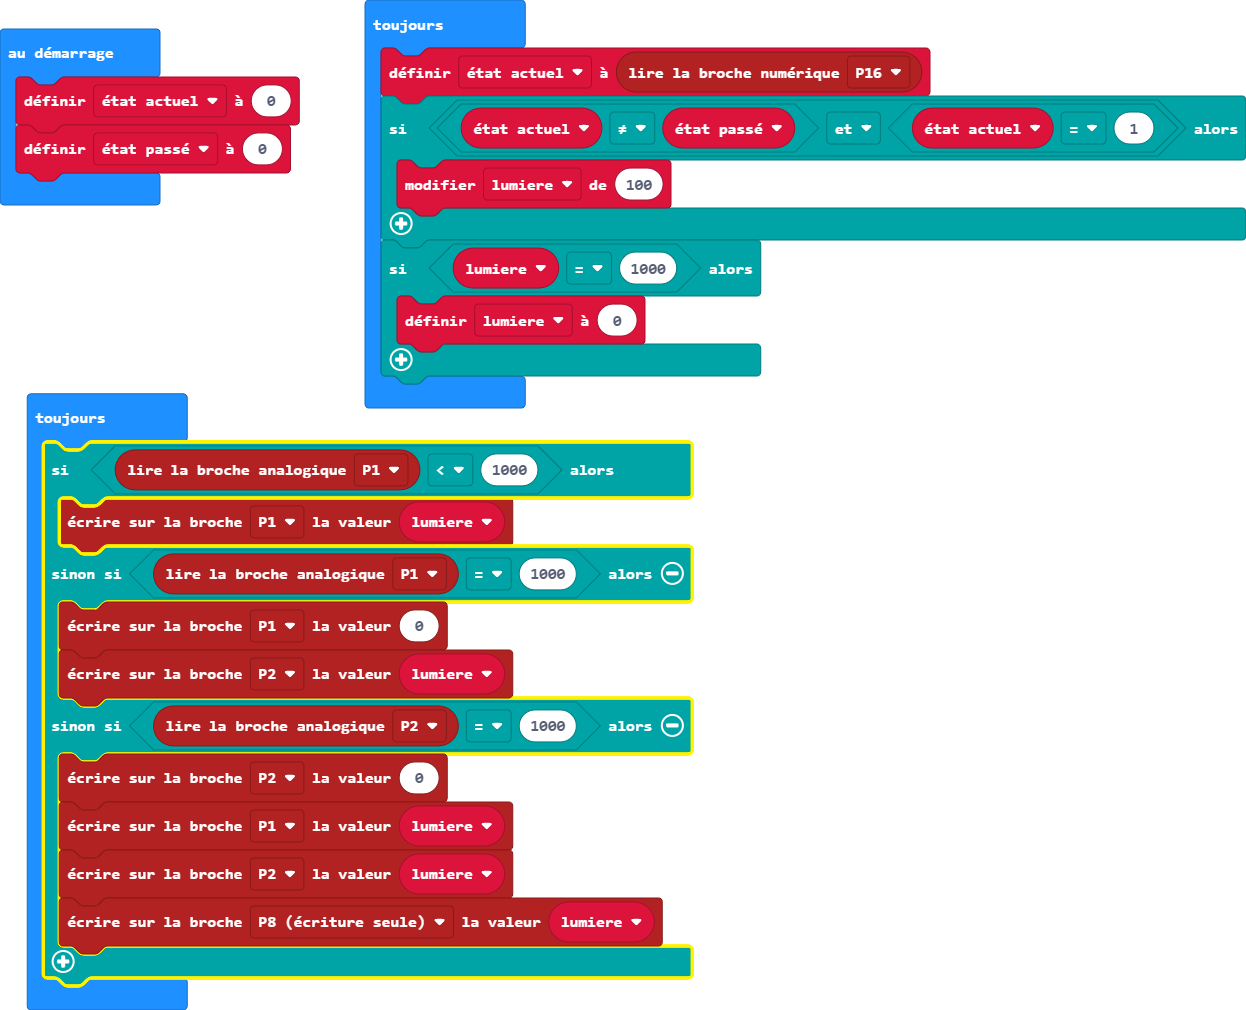 au démarrage
définir état actuel à 0
définir état passé à 0
toujours
définir état actuel à lire la broche numérique P16
si état actuel ≠ état passé et état actuel = 1 alors
modifier lumiere de 100
si lumiere = 1000 alors
définir lumiere à 0
toujours
si lire la broche analogique P1 < 1000 alors
écrire sur la broche P1 la valeur lumiere
sinon si lire la broche analogique P1 = 1000 alors
écrire sur la broche P1 la valeur 0
écrire sur la broche P2 la valeur lumiere
sinon si lire la broche analogique P2 = 1000 alors
écrire sur la broche P2 la valeur 0
écrire sur la broche P1 la valeur lumiere
écrire sur la broche P2 la valeur lumiere
écrire sur la broche P8 (écriture seule) la valeur lumiere